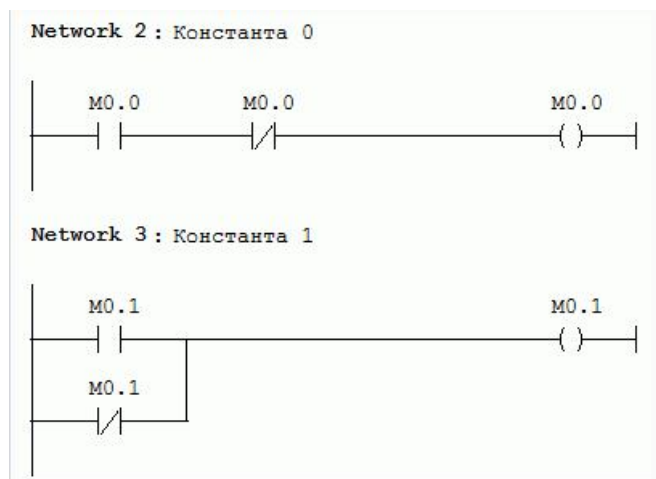 Network 2: Константа 0
M0.0 M0.0 M0.0
Network 3: Константа 1
M0.1 M0.1
M0.1